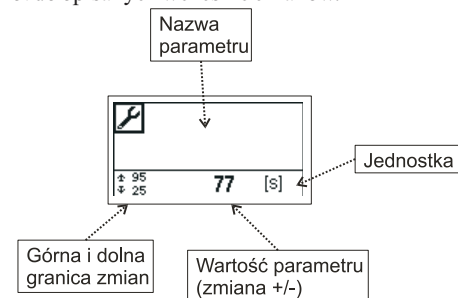 Nazwa
parametru
95
25
77
[s]
Jednostka
Górna i dolna
granica zmian
Wartość parametru
(zmiana +/-)